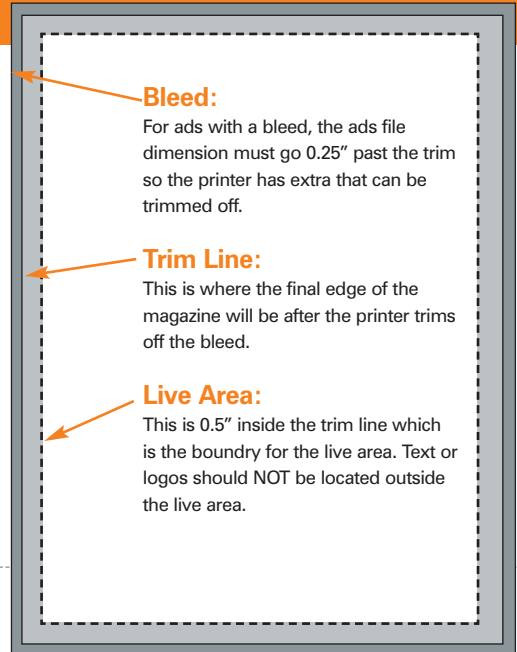 Bleed:
For ads with a bleed, the ads file
dimension must go 0.25″ past the trim
so the printer has extra that can be
trimmed off.
Trim Line:
This is where the final edge of the
magazine will be after the printer trims
off the bleed.
Live Area:
This is 0.5″ inside the trim line which
is the boundry for the live area. Text or
logos should NOT be located outside
the live area.